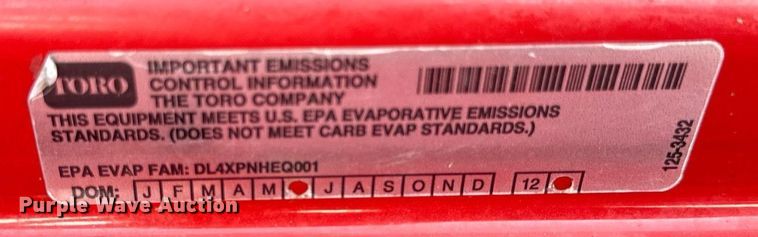 TORO
IMPORTANT EMISSIONS
CONTROL INFORMATION
THE TORO COMPANY
THIS EQUIPMENT MEETS U.S. EPA EVAPORATIVE EMISSIONS
STANDARDS. (DOES NOT MEET CARB EVAP STANDARDS.)
EPA EVAP FAM: DL4XPNHEQ001
DOM: J F M A M J A S O N D 12
125-3432
Purple Wave Auction